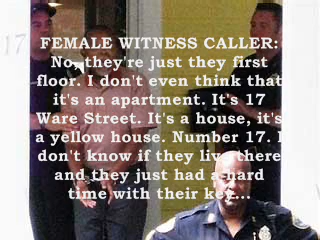 17
FEMALE WITNESS CALLER:
No, they're just they first
floor. I don't even think that
it's an apartment. It's 17
Ware Street. It's a house, it's
a yellow house. Number 17. I
don't know if they live there
and they just had a hard
time with their key...